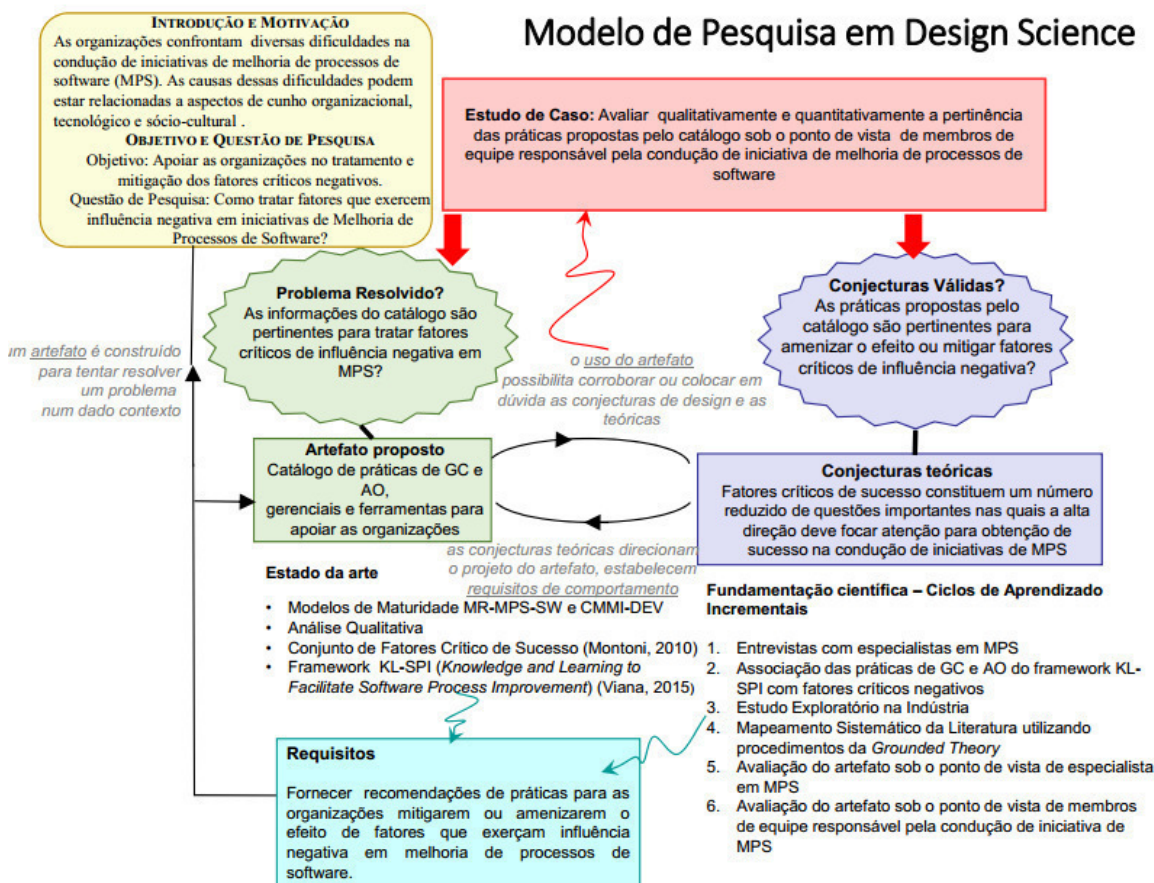 Modelo de Pesquisa em Design Science
INTRODUÇÃO E MOTIVAÇÃO
As organizações confrontam diversas dificuldades na
condução de iniciativas de melhoria de processos de
software (MPS). As causas dessas dificuldades podem
estar relacionadas a aspectos de cunho organizacional,
tecnológico e sócio-cultural .
OBJETIVO E QUESTÃO DE PESQUISA
Objetivo: Apoiar as organizações no tratamento e
mitigação dos fatores críticos negativos.
Questão de Pesquisa: Como tratar fatores que exercem
influência negativa em iniciativas de Melhoria de
Processos de Software?
Estudo de Caso: Avaliar qualitativamente e quantitativamente a pertinência
das práticas propostas pelo catálogo sob o ponto de vista de membros de
equipe responsável pela condução de iniciativa de melhoria de processos de
software
Problema Resolvido?
As informações do catálogo são
pertinentes para tratar fatores
críticos de influência negativa em
MPS?
Conjecturas Válidas?
As práticas propostas pelo
catálogo são pertinentes para
amenizar o efeito ou mitigar fatores
críticos de influência negativa?
artefato é construído
para tentar resolver
um problema
num dado contexto
o uso do artefato
possibilita corroborar ou colocar em
dúvida as conjecturas de design e as
teóricas
Artefato proposto
Catálogo de práticas de GC e
AO,
gerenciais e ferramentas para
apoiar as organizações
Conjecturas teóricas
Fatores críticos de sucesso constituem um número
reduzido de questões importantes nas quais a alta
direção deve focar atenção para obtenção de
sucesso na condução de iniciativas de MPS
as conjecturas teóricas direcionam
o projeto do artefato, estabelecem
requisitos de comportamento
Estado da arte
• Modelos de Maturidade MR-MPS-SW e CMMI-DEV
• Análise Qualitativa
• Conjunto de Fatores Crítico de Sucesso (Montoni, 2010)
• Framework KL-SPI (Knowledge and Learning to
Facilitate Software Process Improvement) (Viana, 2015)
Fundamentação científica – Ciclos de Aprendizado
Incrementais
1. Entrevistas com especialistas em MPS
2. Associação das práticas de GC e AO do framework KL-
SPI com fatores críticos negativos
3. Estudo Exploratório na Indústria
4. Mapeamento Sistemático da Literatura utilizando
procedimentos da Grounded Theory
5. Avaliação do artefato sob o ponto de vista de especialista
em MPS
6. Avaliação do artefato sob o ponto de vista de membros
de equipe responsável pela condução de iniciativa de
MPS
Requisitos
Fornecer recomendações de práticas para as
organizações mitigarem ou amenizarem o
efeito de fatores que exerçam influência
negativa em melhoria de processos de
software.